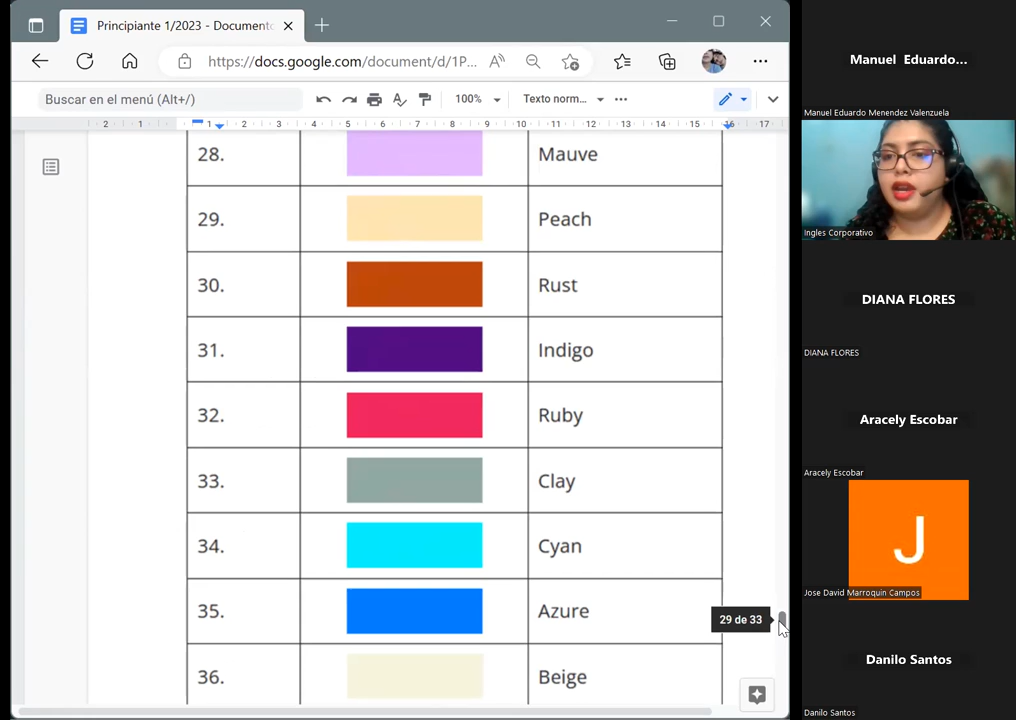 Principiante 1/2023 - Documento
https://docs.google.com/document/d/1P...
Buscar en el menú (Alt+/)
100%
Texto norm...
2 1 1 2 3 4 5 6 7 8 9 10 11 12 13 14 15 16 17
28. Mauve
29. Peach
30. Rust
31. Indigo
32. Ruby
33. Clay
34. Cyan
35. Azure
36. Beige
29 de 33
Manuel Eduardo...
Manuel Eduardo Menendez Valenzuela
Ingles Corporativo
DIANA FLORES
DIANA FLORES
Aracely Escobar
Aracely Escobar
J
Jose David Marroquin Campos
Danilo Santos
Danilo Santos